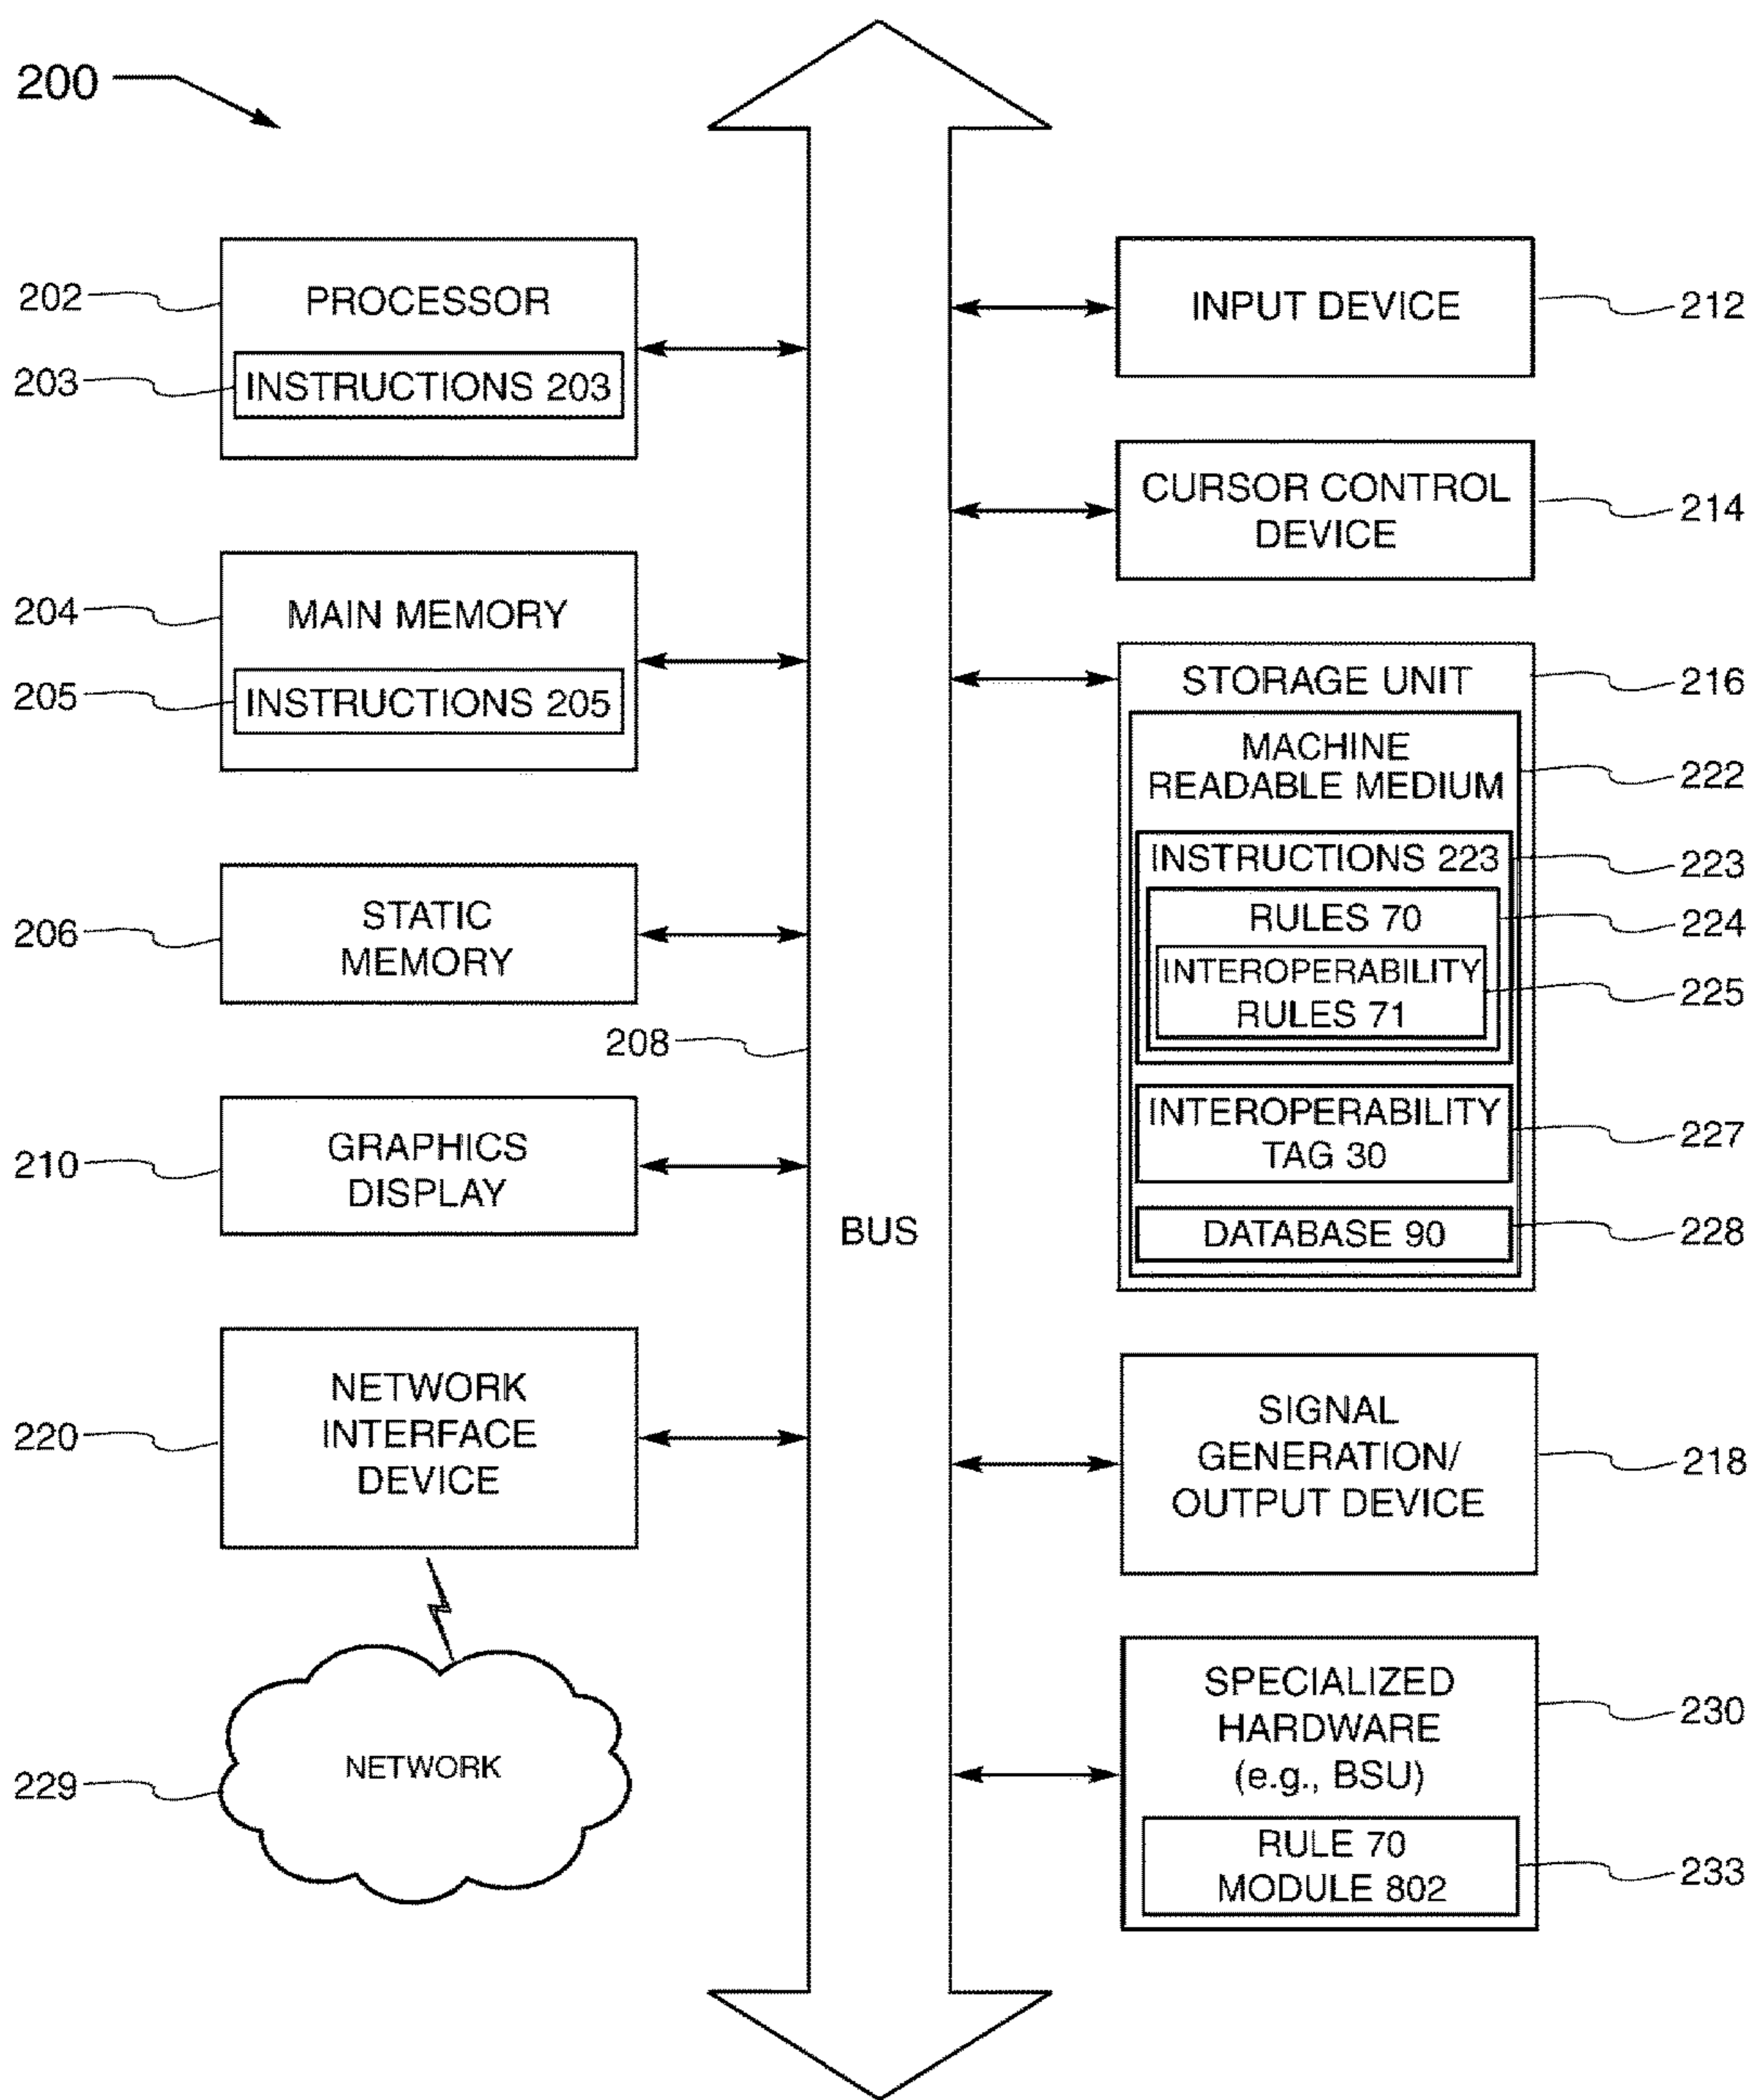 200
202
PROCESSOR
203
INSTRUCTIONS 203
204
MAIN MEMORY
205
INSTRUCTIONS 205
206
STATIC
MEMORY
208
210
GRAPHICS
DISPLAY
220
NETWORK
INTERFACE
DEVICE
229
NETWORK
BUS
INPUT DEVICE
212
CURSOR CONTROL
DEVICE
214
STORAGE UNIT
216
MACHINE
READABLE MEDIUM
222
INSTRUCTIONS 223
223
RULES 70
224
INTEROPERABILITY
RULES 71
225
INTEROPERABILITY
TAG 30
227
DATABASE 90
228
SIGNAL
GENERATION/
OUTPUT DEVICE
218
SPECIALIZED
HARDWARE
(e.g., BSU)
230
RULE 70
MODULE 802
233